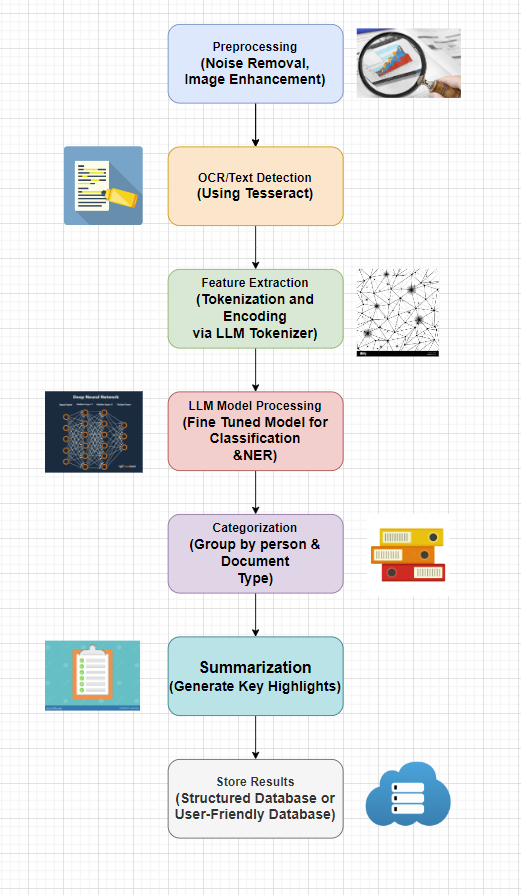 Preprocessing
(Noise Removal,
Image Enhancement)
OCR/Text Detection
(Using Tesseract)
Feature Extraction
(Tokenization and
Encoding
via LLM Tokenizer)
LLM Model Processing
(Fine Tuned Model for
Classification
&NER)
Deep Neural Network
Categorization
(Group by person &
Document
Type)
Summarization
(Generate Key Highlights)
Store Results
(Structured Database or
User-Friendly Database)